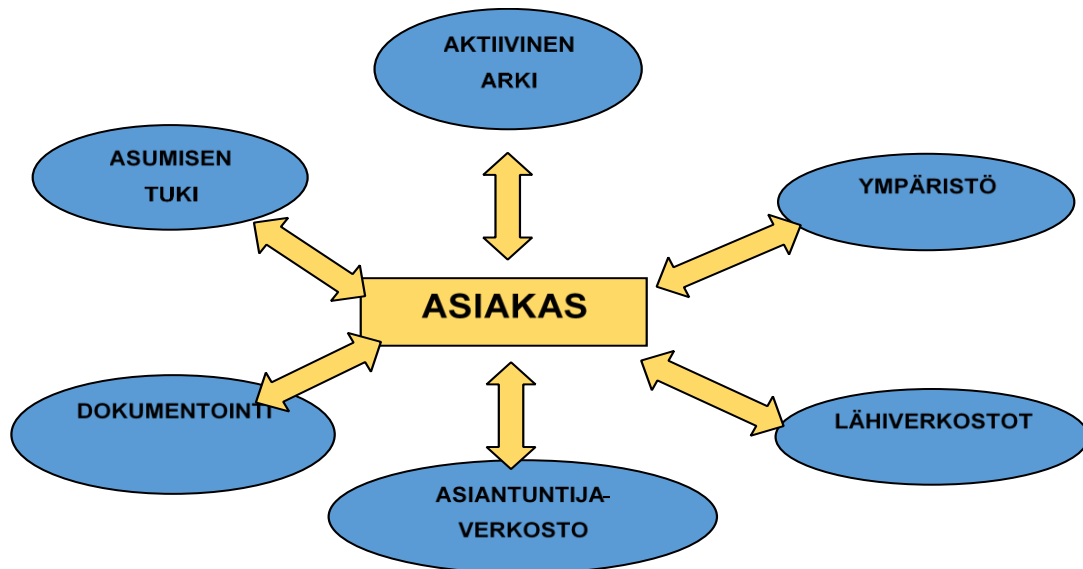 AKTIIVINEN
ARKI
ASUMISEN
TUKI
YMPÄRISTÖ
ASIAKAS
DOKUMENTOINTI
LÄHIVERKOSTOT
ASIANTUNTIJA-
VERKOSTO